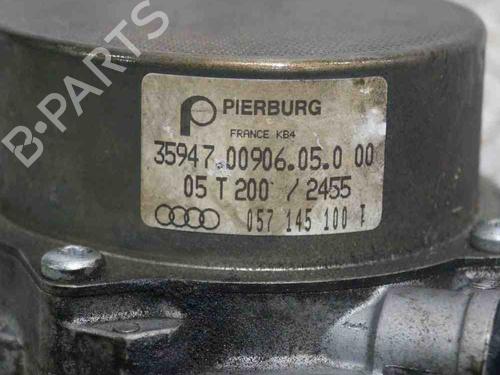 B-PARTS
PIERBURG
FRANCE KB4
35947.00906.05.0 00
05 T 200 / 2455
057 145 100